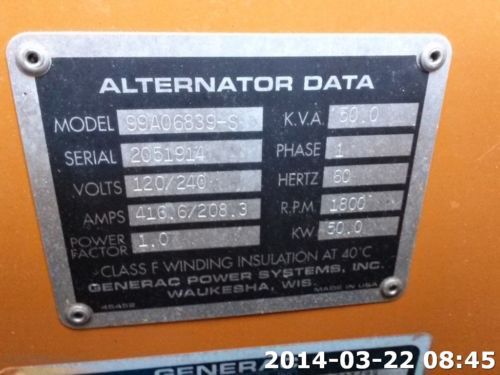 ALTERNATOR DATA
MODEL 99A06839-S K.V.A. 50.0
SERIAL 2051914 PHASE 1
VOLTS 120/240 HERTZ 60
AMPS 416.6/208.3 R.P.M. 1800
POWER FACTOR 1.0 KW 50.0
CLASS F WINDING INSULATION AT 40°C
GENERAC POWER SYSTEMS, INC.
WAUKESHA, WIS.
46452 MADE IN USA
GENERAC
2014-03-22 08:45